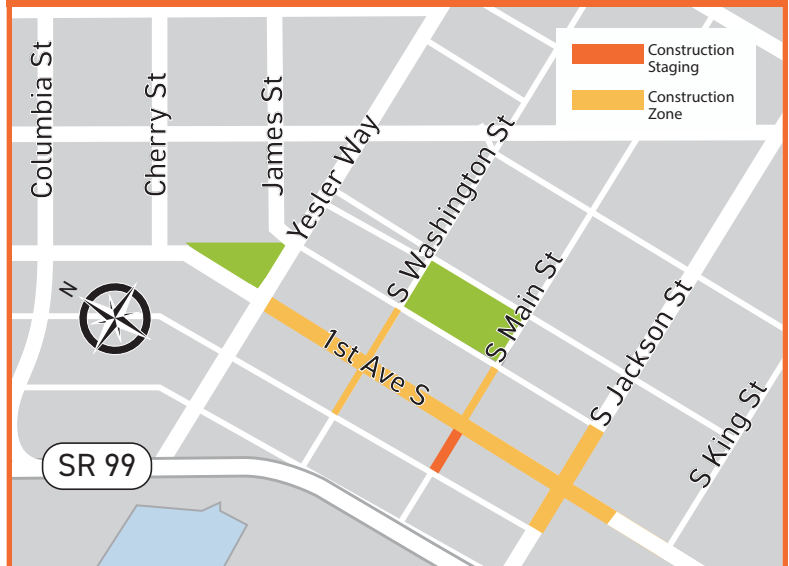 Construction
Staging
Construction
Zone
Columbia St
Cherry St
James St
Yesler Way
S Washington St
S Main St
S Jackson St
S King St
1st Ave S
N
SR 99